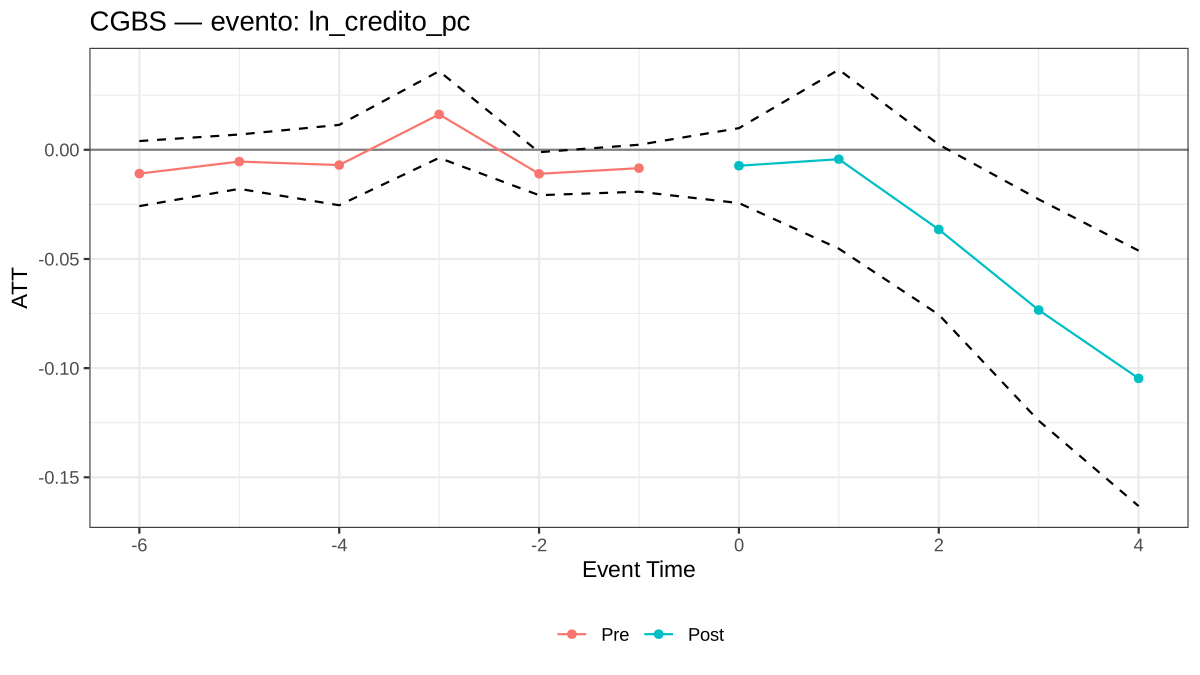 CGBS — evento: ln_credito_pc
0.00
-0.05
-0.10
-0.15
ATT
-6 -4 -2 0 2 4
Event Time
Pre Post